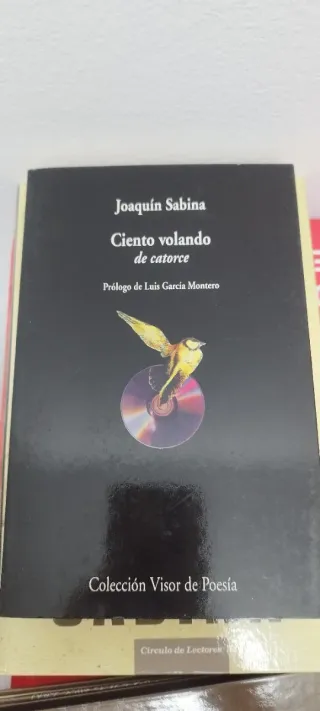 Joaquín Sabina
Ciento volando
de catorce
Prólogo de Luis García Montero
Colección Visor de Poesía
Círculo de Lectores